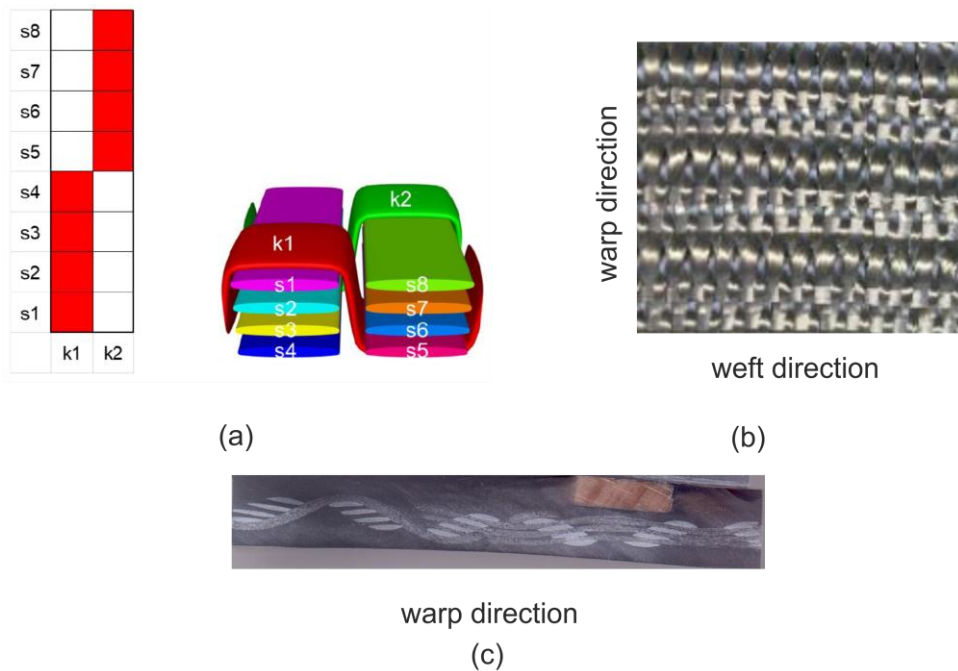 s8
s7
s6
s5
s4
s3
s2
s1
k1 k2
k2
k1
s1 s8
s2 s7
s3 s6
s4 s5
(a)
warp direction
weft direction
(b)
warp direction
(c)